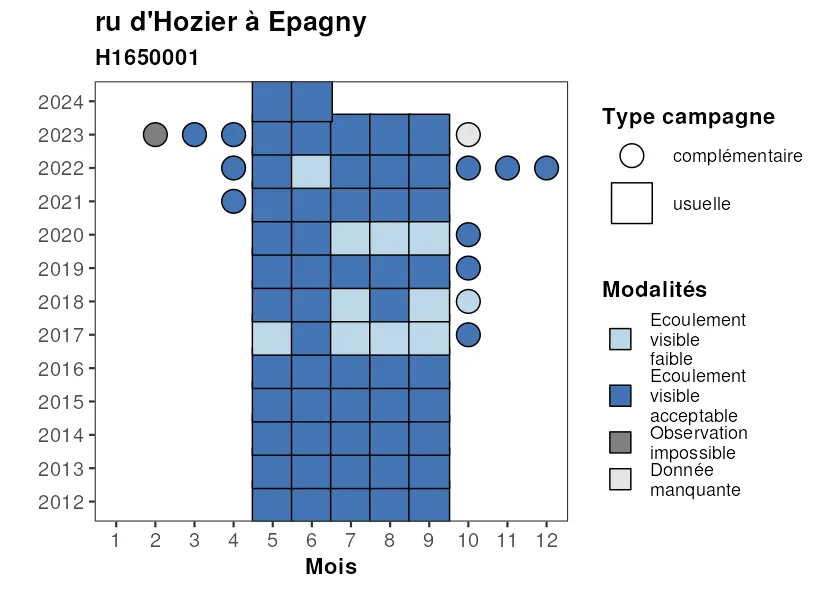 ru d'Hozier à Epagny
H1650001
2024
2023
2022
2021
2020
2019
2018
2017
2016
2015
2014
2013
2012
1 2 3 4 5 6 7 8 9 10 11 12
Mois
Type campagne
complémentaire
usuelle
Modalités
Ecoulement
visible
faible
Ecoulement
visible
acceptable
Observation
impossible
Donnée
manquante